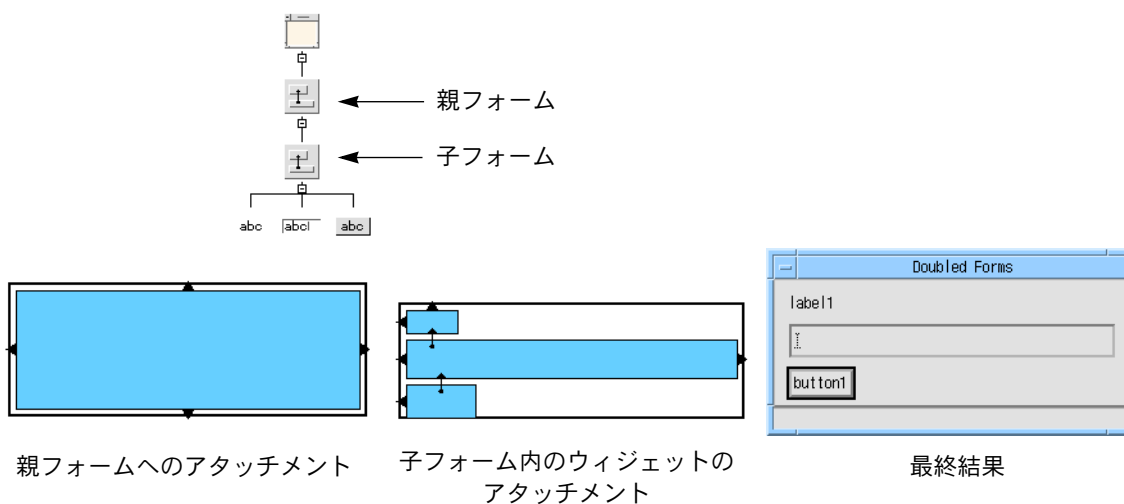 親フォーム
子フォーム
abc abcI abc
Doubled Forms
label1
button1
親フォームへのアタッチメント
子フォーム内のウィジェットの
アタッチメント
最終結果